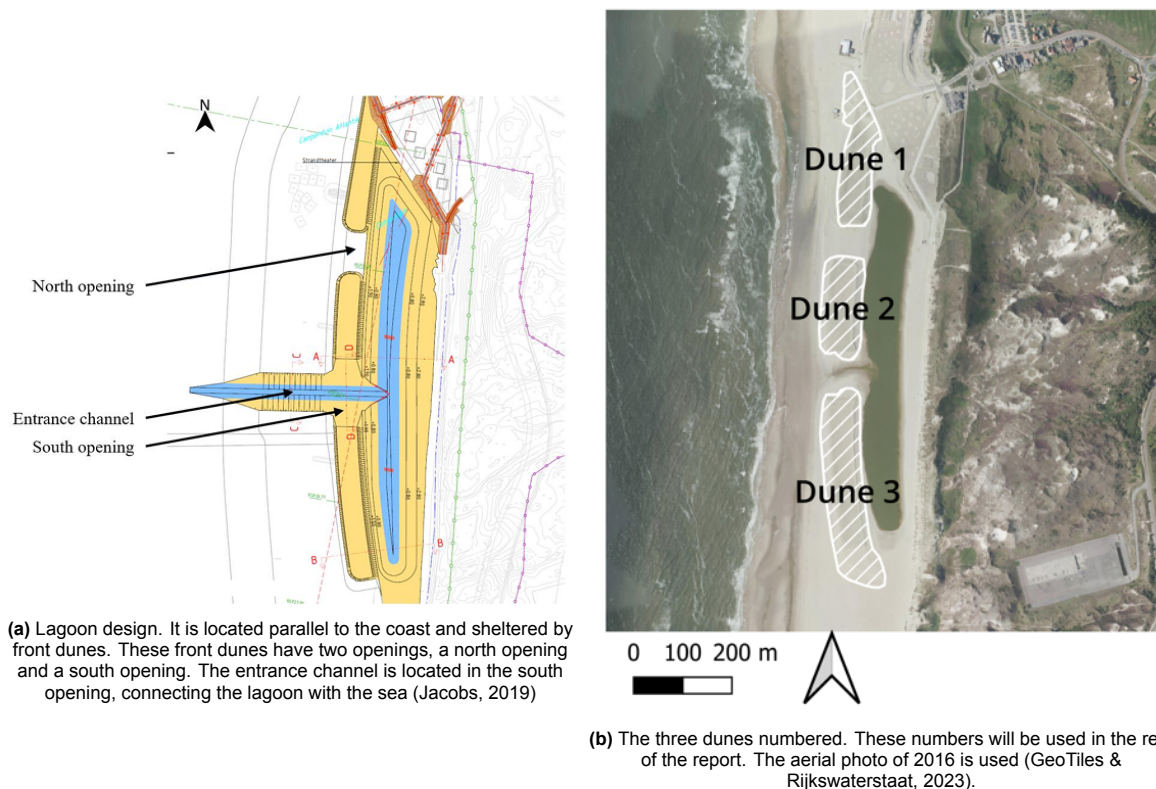 N
Strandtheater
North opening
Entrance channel
South opening
C
A
D
A
C
D
B
B
(a) Lagoon design. It is located parallel to the coast and sheltered by
front dunes. These front dunes have two openings, a north opening
and a south opening. The entrance channel is located in the south
opening, connecting the lagoon with the sea (Jacobs, 2019)
Dune 1
Dune 2
Dune 3
0 100 200 m
(b) The three dunes numbered. These numbers will be used in the re
of the report. The aerial photo of 2016 is used (GeoTiles &
Rijkswaterstaat, 2023).